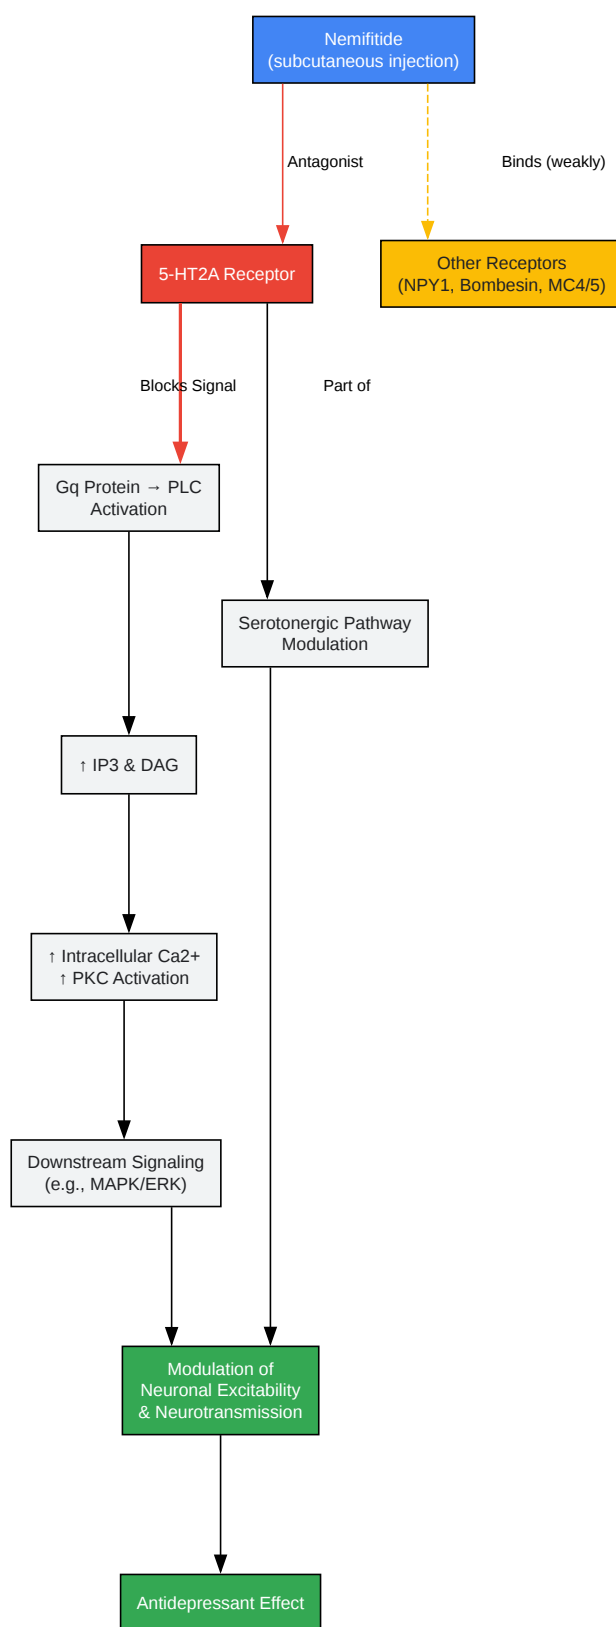 Nemifitide
(subcutaneous injection)
Antagonist
Binds (weakly)
5-HT2A Receptor
Other Receptors
(NPY1, Bombesin, MC4/5)
Blocks Signal
Part of
Gq Protein → PLC
Activation
Serotonergic Pathway
Modulation
↑ IP3 & DAG
↑ Intracellular Ca2+
↑ PKC Activation
Downstream Signaling
(e.g., MAPK/ERK)
Modulation of
Neuronal Excitability
& Neurotransmission
Antidepressant Effect